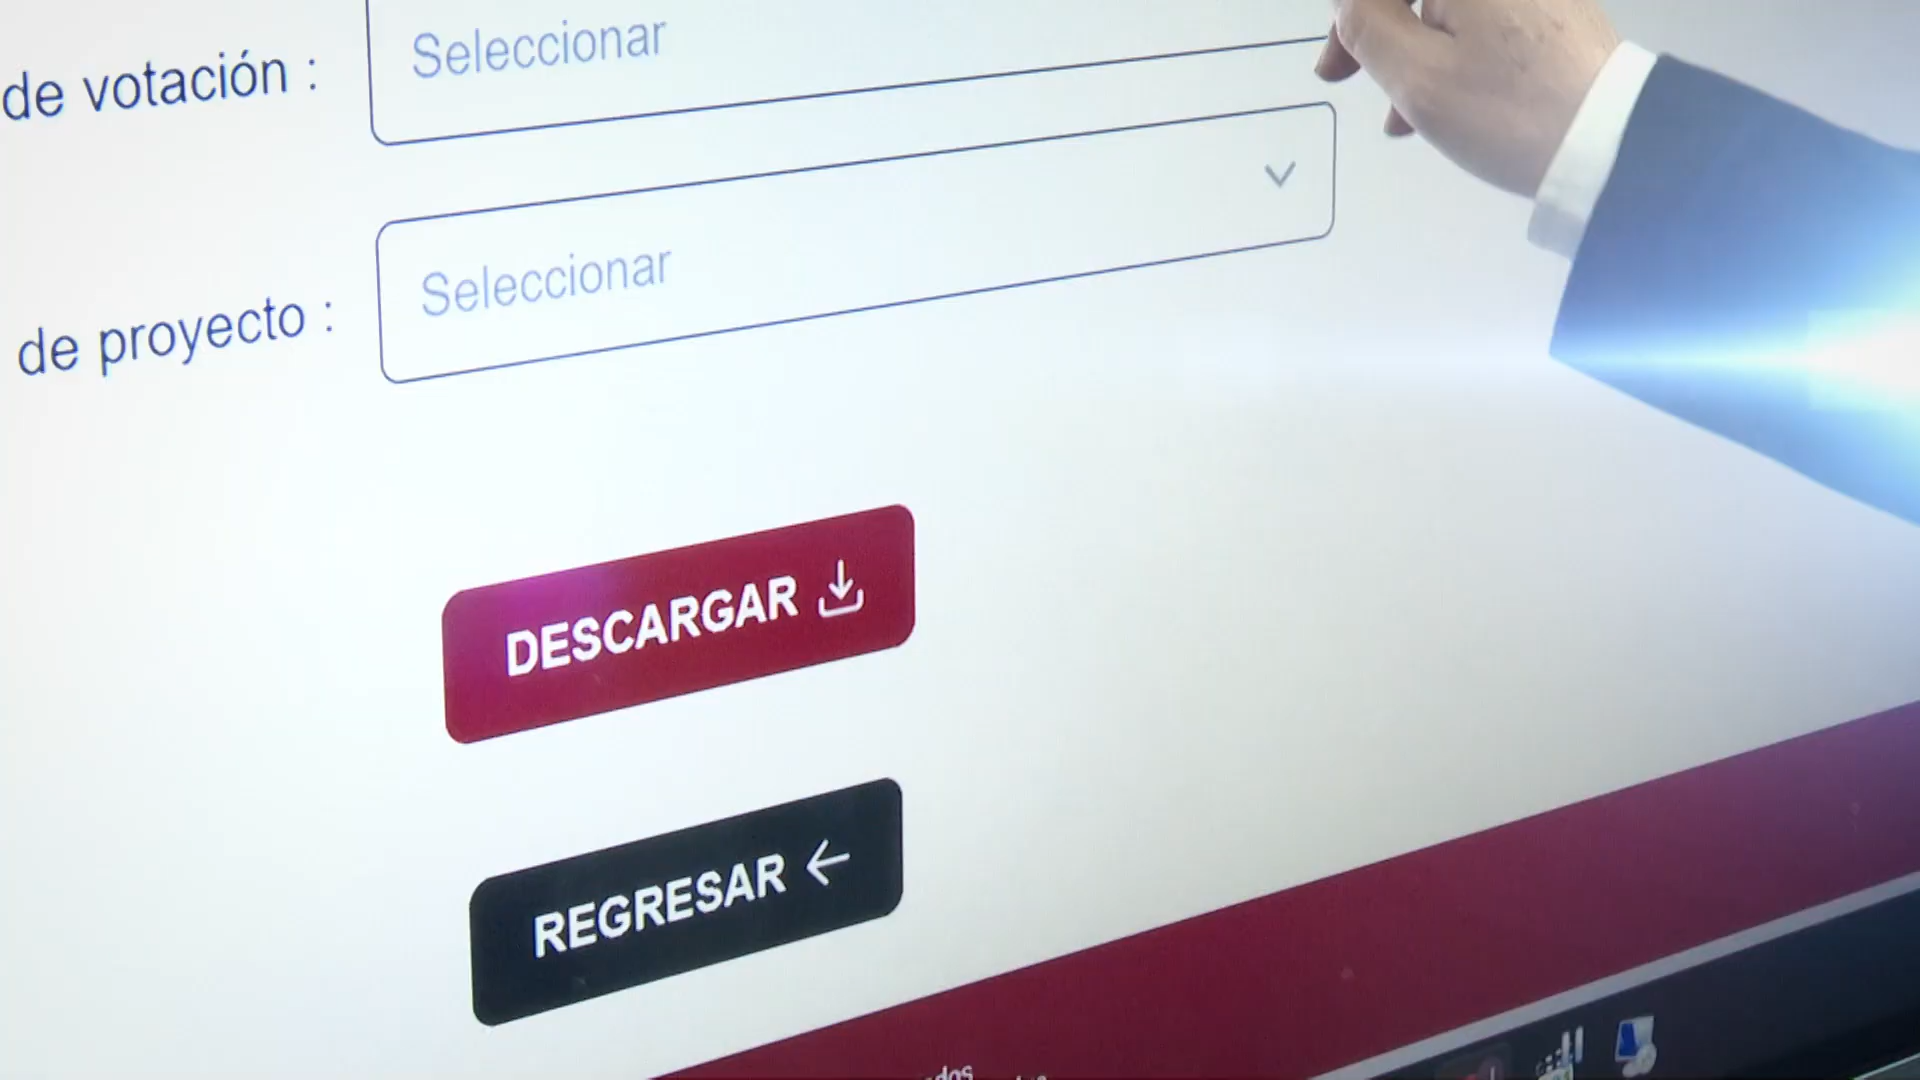 de votación :
Seleccionar
de proyecto :
Seleccionar
DESCARGAR
REGRESAR